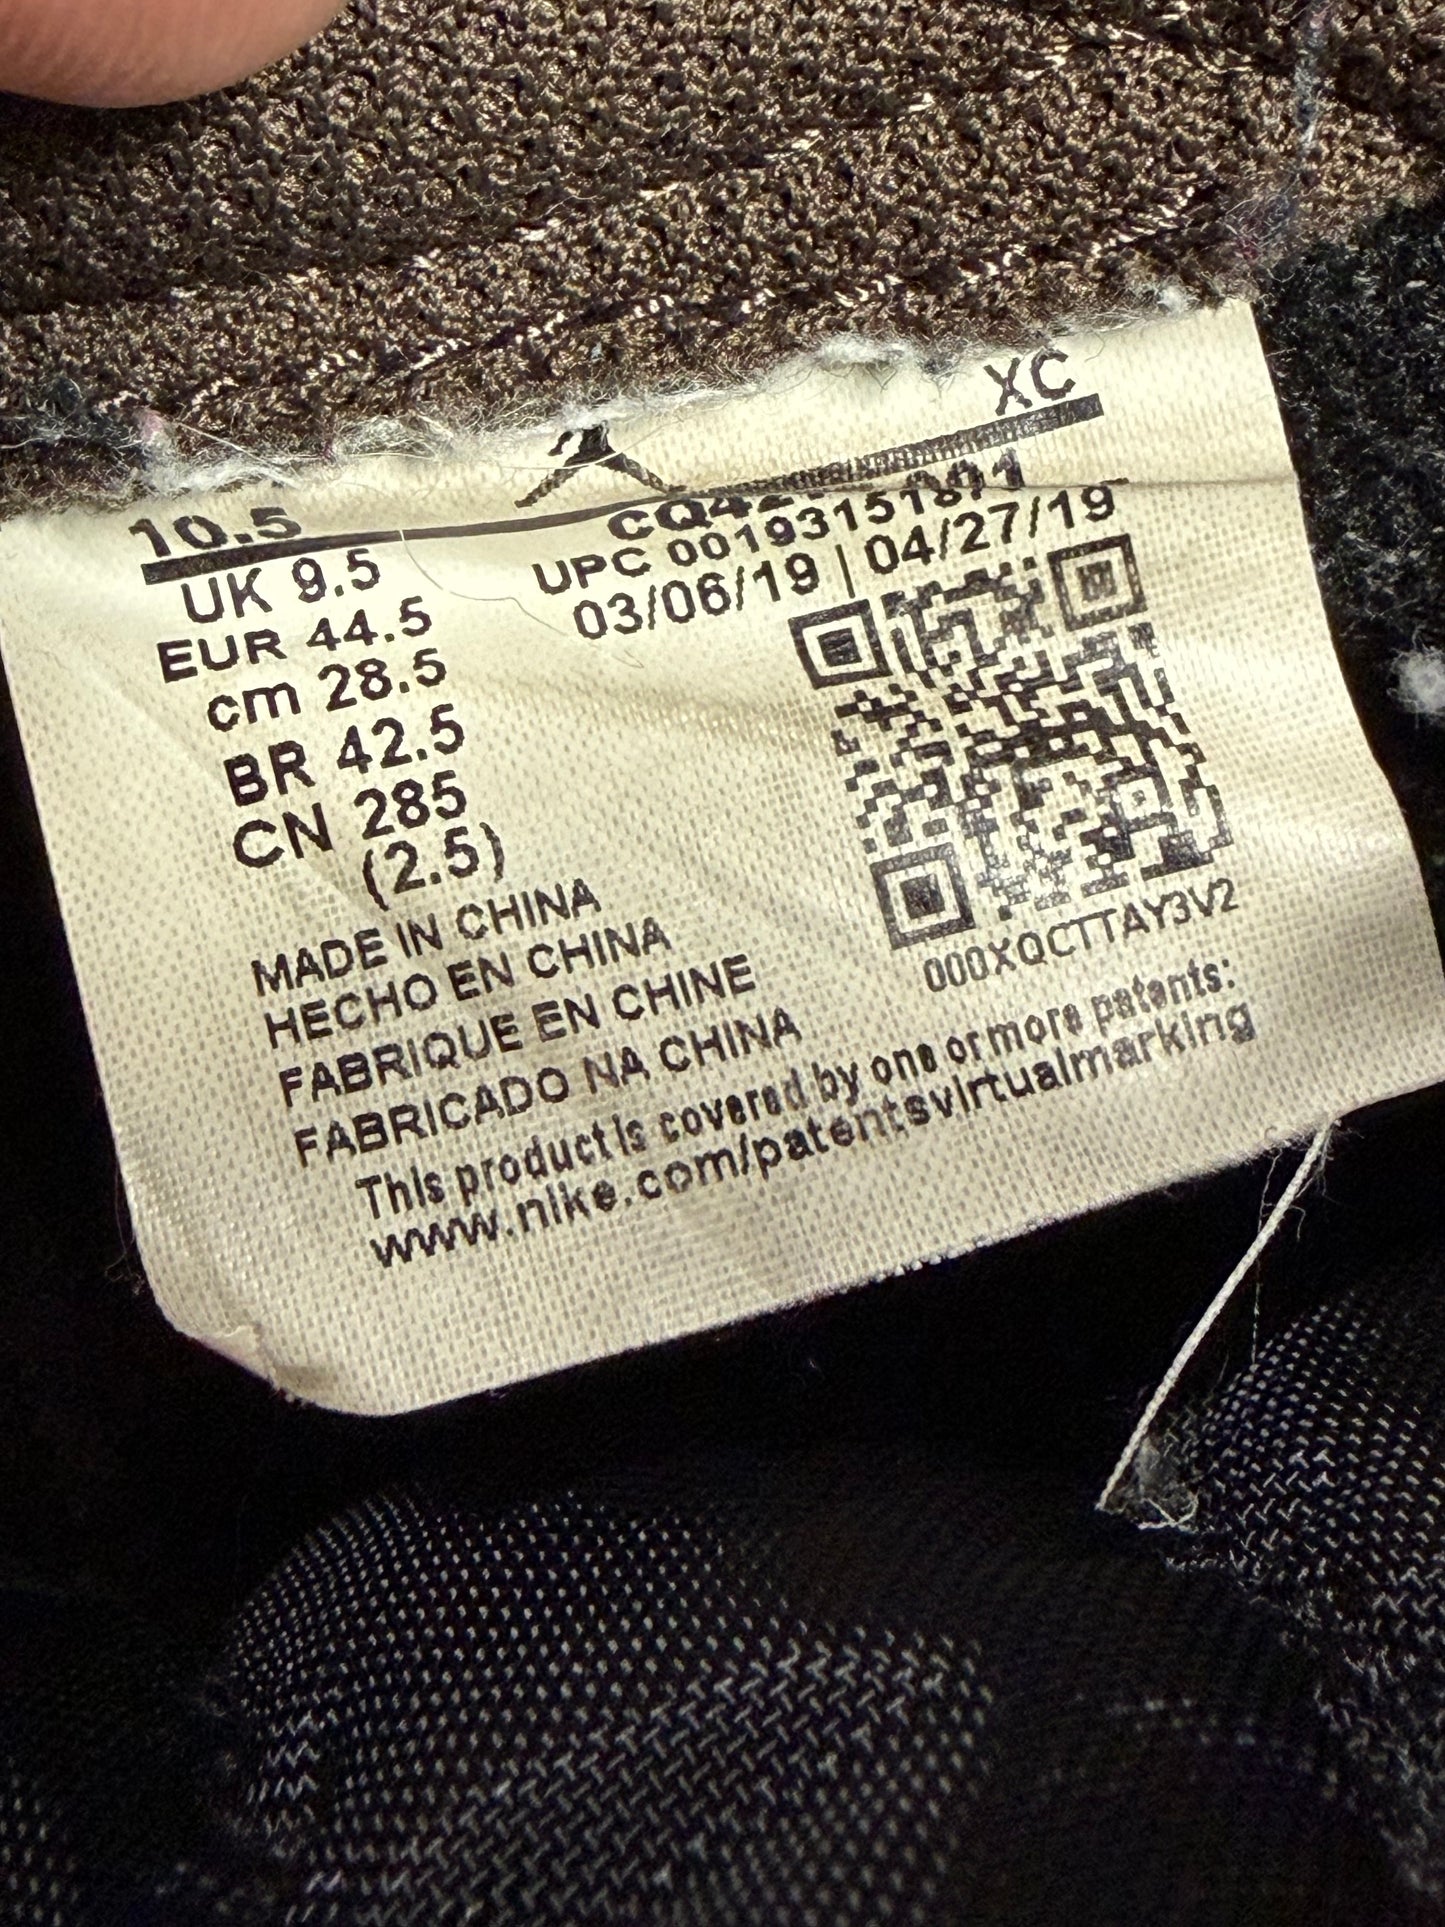 XC
10.5
UK 9.5
EUR 44.5
cm 28.5
BR 42.5
CN 285
(2.5)
UPC
03/06/19 | 04/27/19
000XQCTTAY3V2
MADE IN CHINA
HECHO EN CHINA
FABRIQUE EN CHINE
FABRICADO NA CHINA
This product is covered by one or more patents:
www.nike.com/patentsvirtualmarking